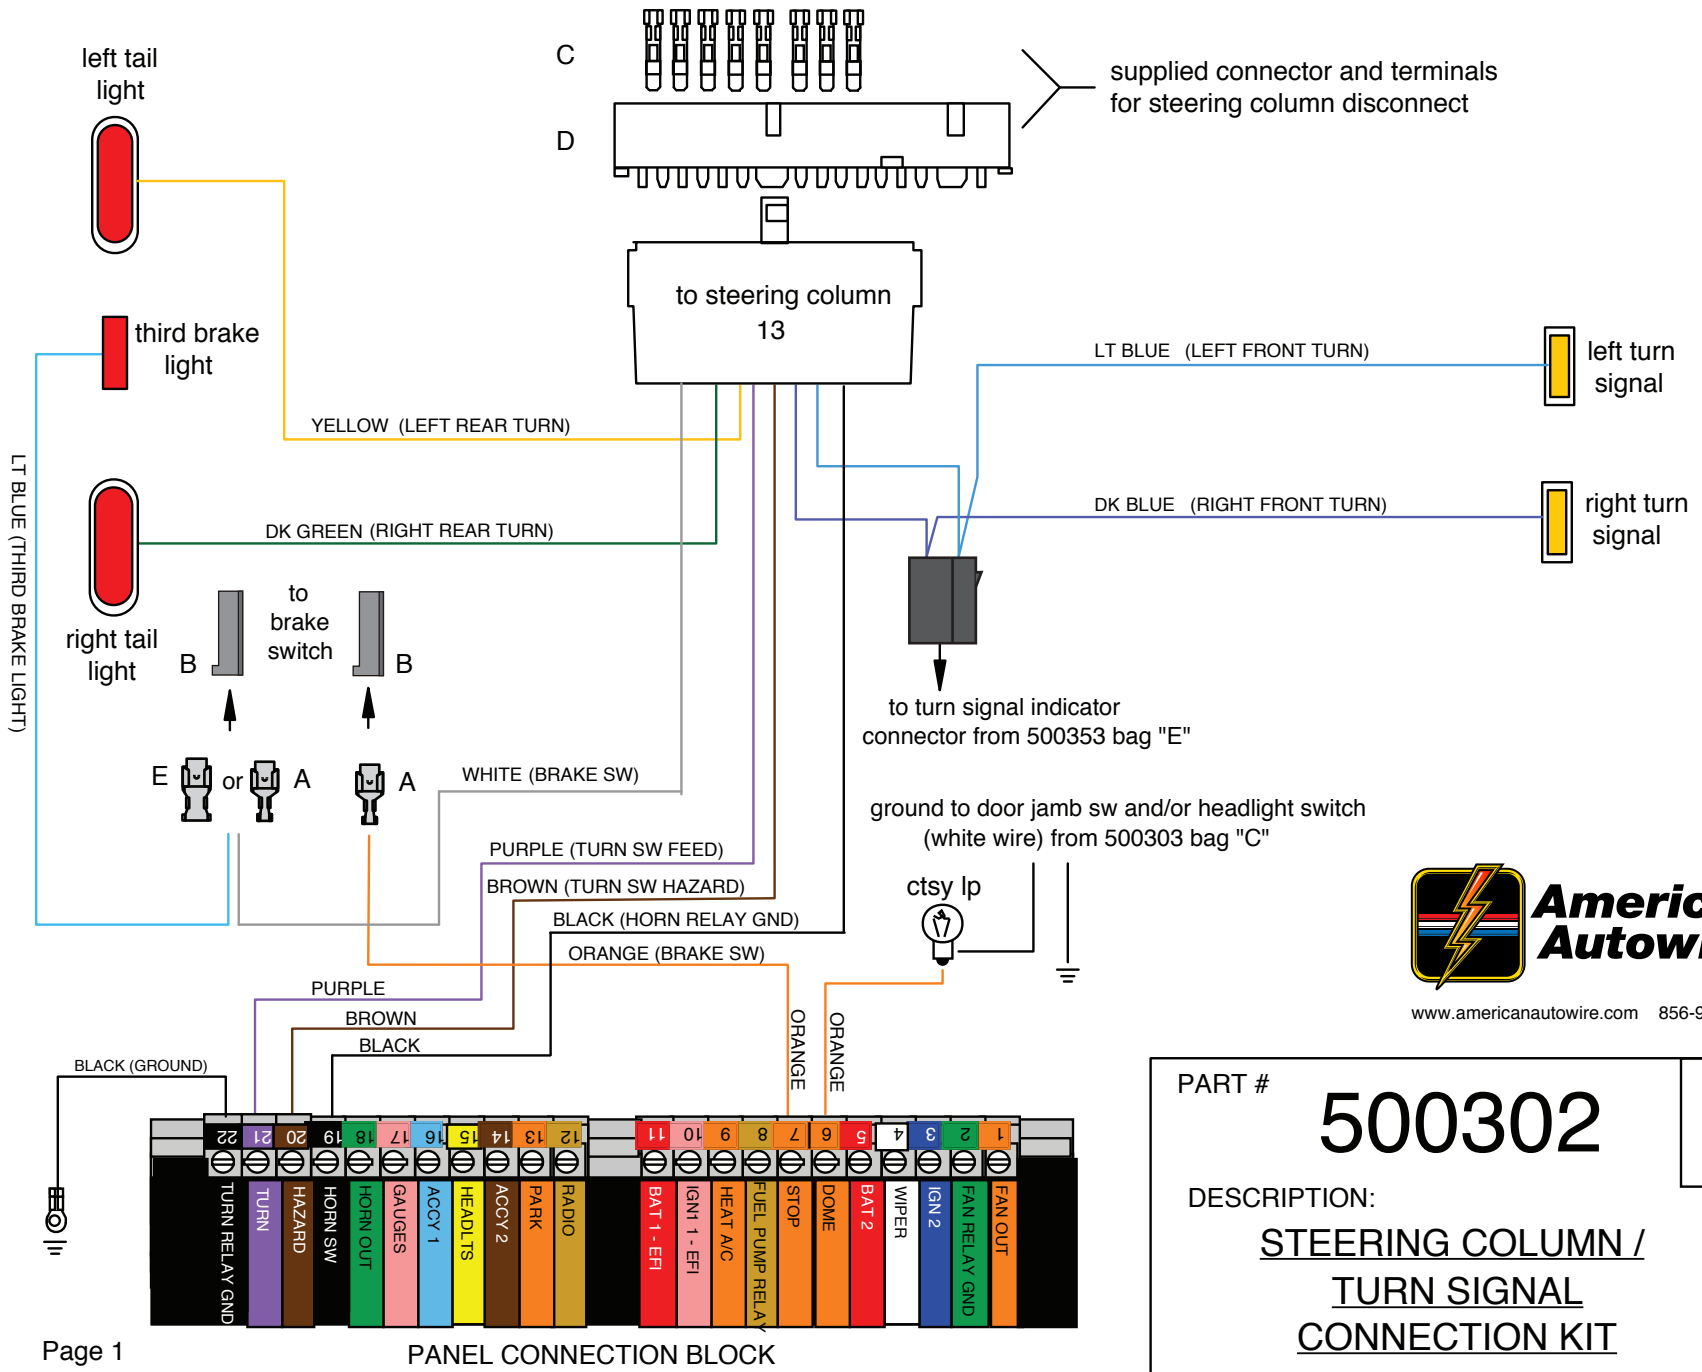 left tail
light
C
D
supplied connector and terminals
for steering column disconnect
to steering column
13
third brake
light
LT BLUE (LEFT FRONT TURN)
left turn
signal
YELLOW (LEFT REAR TURN)
LT BLUE (THIRD BRAKE LIGHT)
DK GREEN (RIGHT REAR TURN)
DK BLUE (RIGHT FRONT TURN)
right turn
signal
right tail
light
B
to
brake
switch
B
to turn signal indicator
connector from 500353 bag "E"
E or A
A
WHITE (BRAKE SW)
ground to door jamb sw and/or headlight switch
(white wire) from 500303 bag "C"
PURPLE (TURN SW FEED)
BROWN (TURN SW HAZARD)
ctsy lp
BLACK (HORN RELAY GND)
ORANGE (BRAKE SW)
PURPLE
BROWN
BLACK
ORANGE
ORANGE
BLACK (GROUND)
Americ
Autow
www.americanautowire.com 856-9
PART #
500302
DESCRIPTION:
STEERING COLUMN /
TURN SIGNAL
CONNECTION KIT
22 21 20 19 18 17 16 15 14 13 12 11 10 9 8 7 6 5 4 3 2 1
TURN RELAY GND
TURN
HAZARD
HORN SW
HORN OUT
GAUGES
ACCY 1
HEADLTS
ACCY 2
PARK
RADIO
BAT 1 - EFI
IGN1 1 - EFI
HEAT A/C
FUEL PUMP RELAY
STOP
DOME
BAT 2
WIPER
IGN 2
FAN RELAY GND
FAN OUT
Page 1
PANEL CONNECTION BLOCK